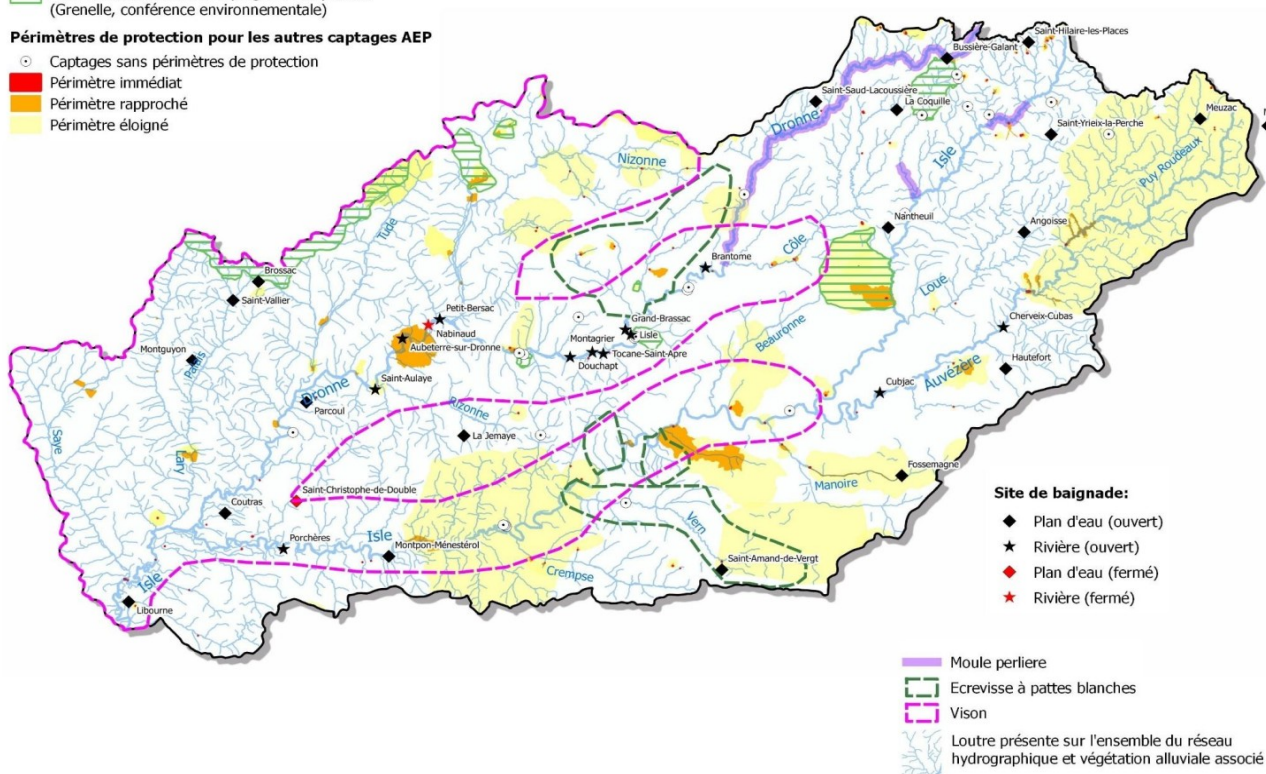 (Grenelle, conférence environnementale)
Périmètres de protection pour les autres captages AEP
Captages sans périmètres de protection
Périmètre immédiat
Périmètre rapproché
Périmètre éloigné
Saint-Hilaire-les-Places
Bussière-Galant
Saint-Saud-Lacoussière
La Coquille
Meuzac
Dronne
Saint-Yrieix-la-Perche
Isle
Nizonne
Puy Roudeaux
Tude
Nantheuil
Angoisse
Brantome
Côle
Brossac
Saint-Vallier
Loue
Petit-Bersac
Grand-Brassac
Cherveix-Cubas
Nabinaud
Lisle
Montagrier
Beauronne
Aubeterre-sur-Dronne
Tocane-Saint-Apre
Montguyon
Palais
Douchapt
Hautefort
Auvézère
Saint-Aulaye
Cubjac
Dronne
Parcoul
Rizonne
La Jemaye
Saye
Lary
Fossemagne
Manoire
Saint-Christophe-de-Double
Coutras
Vern
Porchères
Isle
Montpon-Ménestérol
Crempse
Saint-Amand-de-Vergt
Isle
Libourne
Site de baignade:
Plan d'eau (ouvert)
Rivière (ouvert)
Plan d'eau (fermé)
Rivière (fermé)
Moule perliere
Ecrevisse à pattes blanches
Vison
Loutre présente sur l'ensemble du réseau
hydrographique et végétation alluviale associé